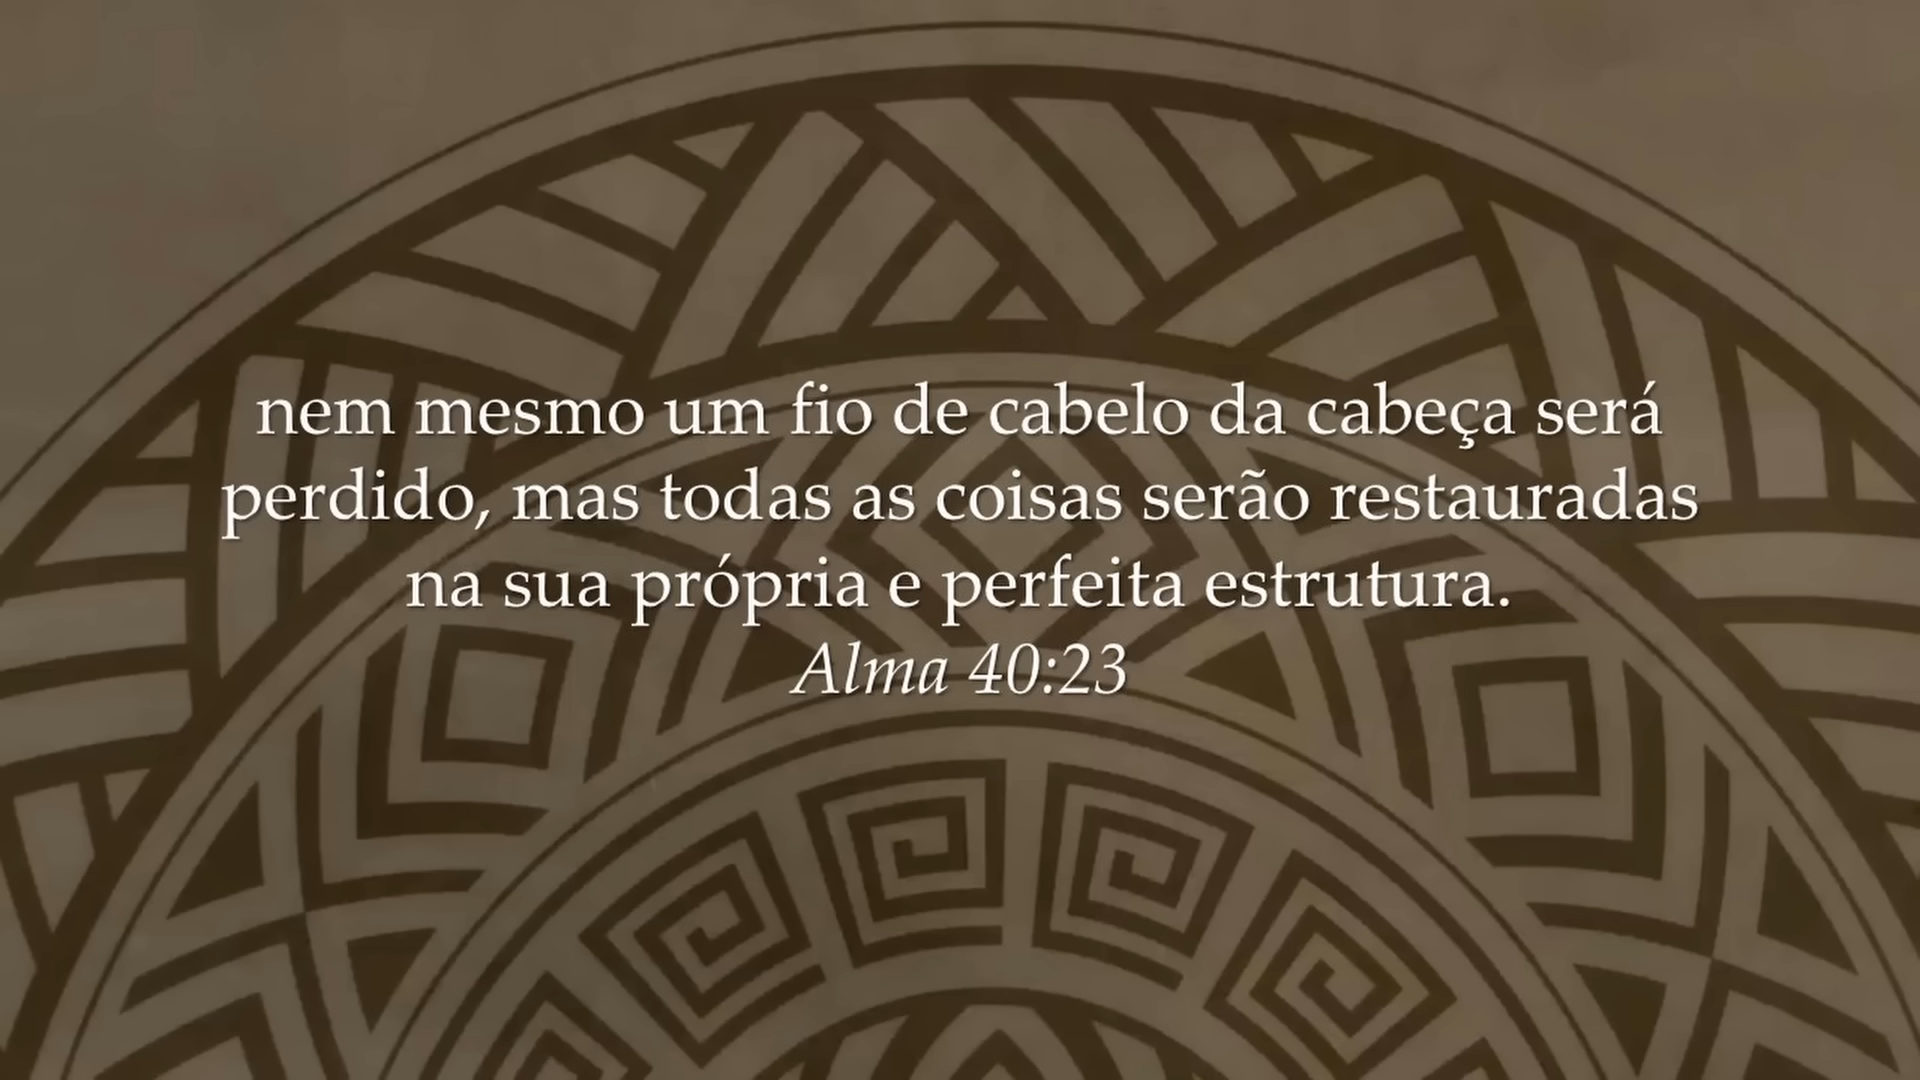 nem mesmo um fio de cabelo da cabeça será
perdido, mas todas as coisas serão restauradas
na sua própria e perfeita estrutura.
Alma 40:23